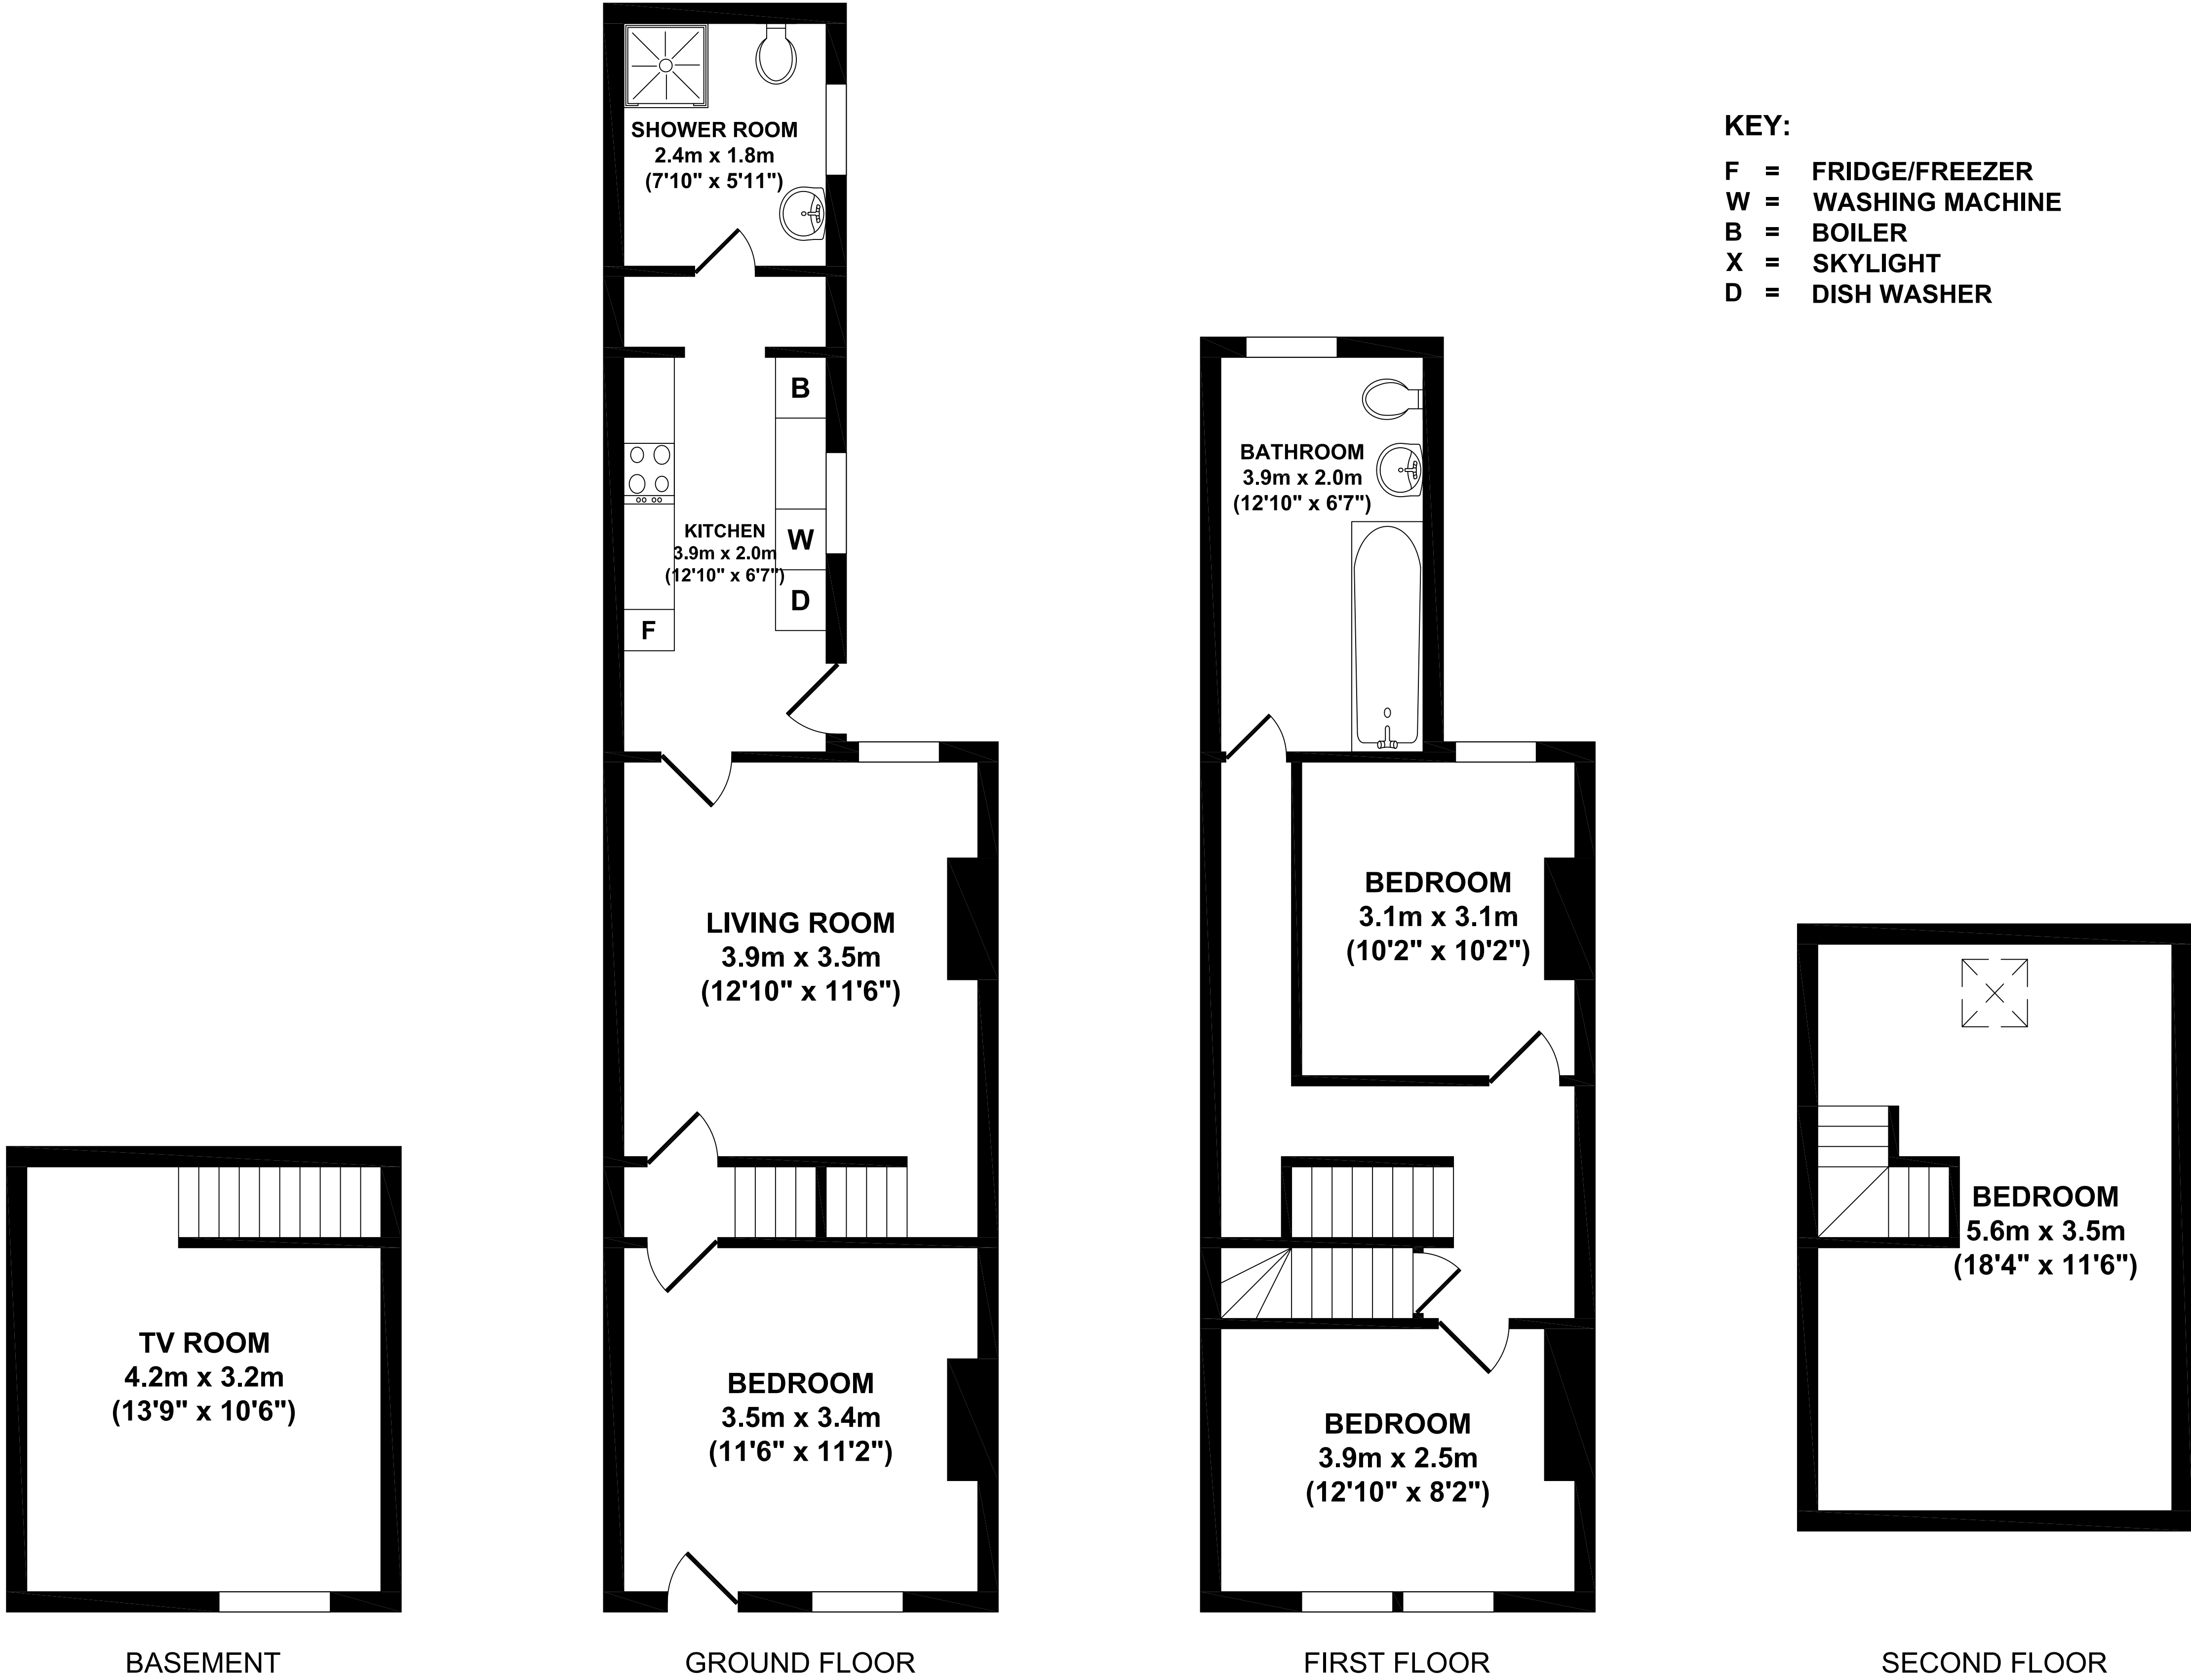 SHOWER ROOM
2.4m x 1.8m
(7'10" x 5'11")
KEY:
F = FRIDGE/FREEZER
W = WASHING MACHINE
B = BOILER
X = SKYLIGHT
D = DISH WASHER
B
KITCHEN
3.9m x 2.0m
(12'10" x 6'7")
W
D
F
BATHROOM
3.9m x 2.0m
(12'10" x 6'7")
LIVING ROOM
3.9m x 3.5m
(12'10" x 11'6")
BEDROOM
3.1m x 3.1m
(10'2" x 10'2")
TV ROOM
4.2m x 3.2m
(13'9" x 10'6")
BEDROOM
3.5m x 3.4m
(11'6" x 11'2")
BEDROOM
3.9m x 2.5m
(12'10" x 8'2")
BEDROOM
5.6m x 3.5m
(18'4" x 11'6")
BASEMENT
GROUND FLOOR
FIRST FLOOR
SECOND FLOOR